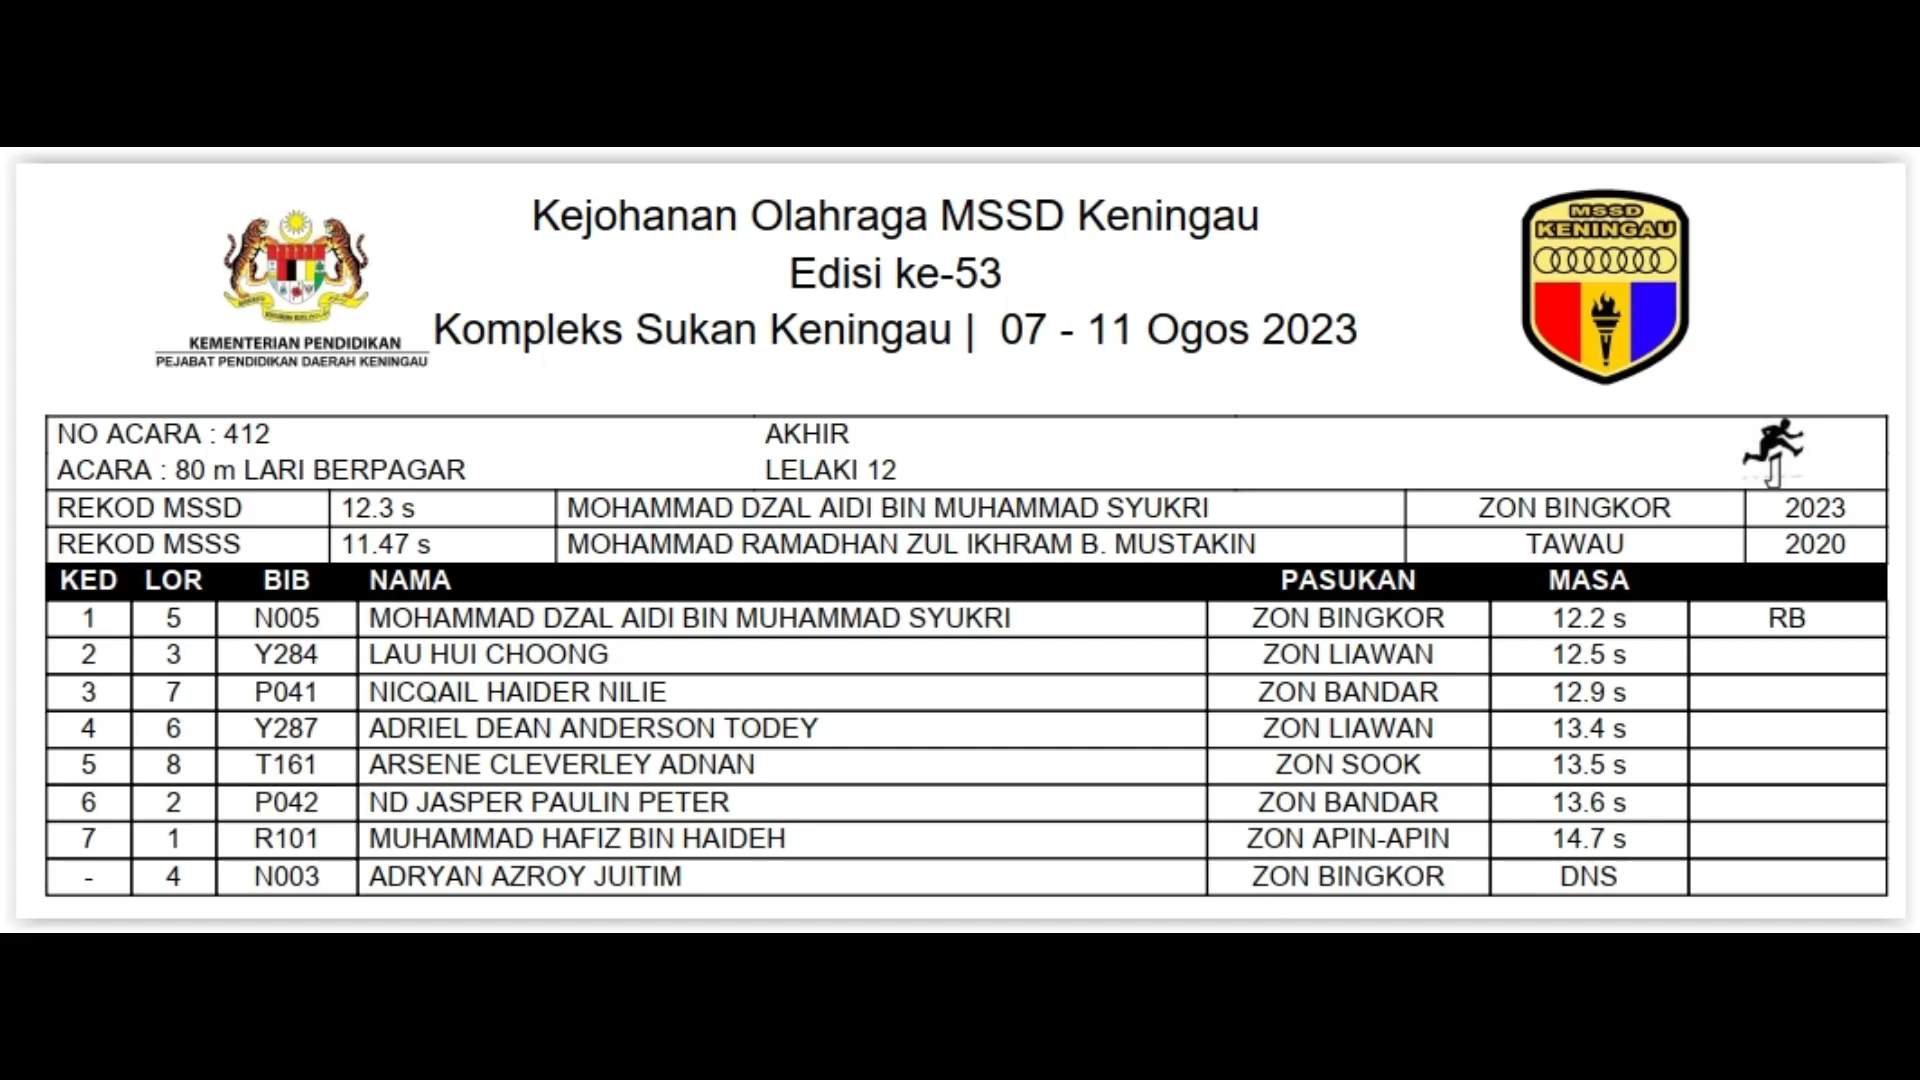 Kejohanan Olahraga MSSD Keningau
Edisi ke-53
Kompleks Sukan Keningau | 07 - 11 Ogos 2023
KEMENTERIAN PENDIDIKAN
PEJABAT PENDIDIKAN DAERAH KENINGAU
MSSD
KENINGAU
NO ACARA : 412 AKHIR
ACARA : 80 m LARI BERPAGAR LELAKI 12
REKOD MSSD 12.3 s MOHAMMAD DZAL AIDI BIN MUHAMMAD SYUKRI ZON BINGKOR 2023
REKOD MSSS 11.47 s MOHAMMAD RAMADHAN ZUL IKHRAM B. MUSTAKIN TAWAU 2020
KED LOR BIB NAMA PASUKAN MASA
1 5 N005 MOHAMMAD DZAL AIDI BIN MUHAMMAD SYUKRI ZON BINGKOR 12.2 s RB
2 3 Y284 LAU HUI CHOONG ZON LIAWAN 12.5 s
3 7 P041 NICQAIL HAIDER NILIE ZON BANDAR 12.9 s
4 6 Y287 ADRIEL DEAN ANDERSON TODEY ZON LIAWAN 13.4 s
5 8 T161 ARSENE CLEVERLEY ADNAN ZON SOOK 13.5 s
6 2 P042 ND JASPER PAULIN PETER ZON BANDAR 13.6 s
7 1 R101 MUHAMMAD HAFIZ BIN HAIDEH ZON APIN-APIN 14.7 s
- 4 N003 ADRYAN AZROY JUITIM ZON BINGKOR DNS